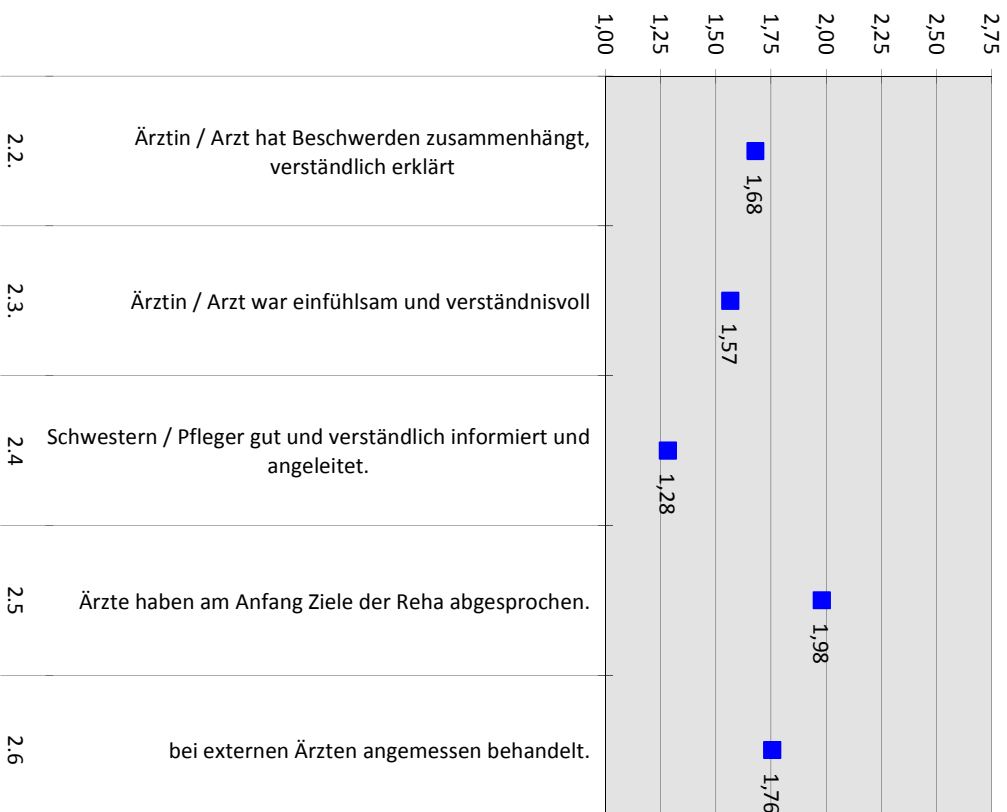 1,00
1,25
1,50
1,75
2,00
2,25
2,50
2,75
2.2.
Ärztin / Arzt hat Beschwerden zusammenhängt,
verständlich erklärt
1,68
2.3.
Ärztin / Arzt war einfühlsam und verständnisvoll
1,57
2.4
Schwestern / Pfleger gut und verständlich informiert und
angeleitet.
1,28
2.5
Ärzte haben am Anfang Ziele der Reha abgesprochen.
1,98
2.6
bei externen Ärzten angemessen behandelt.
1,76